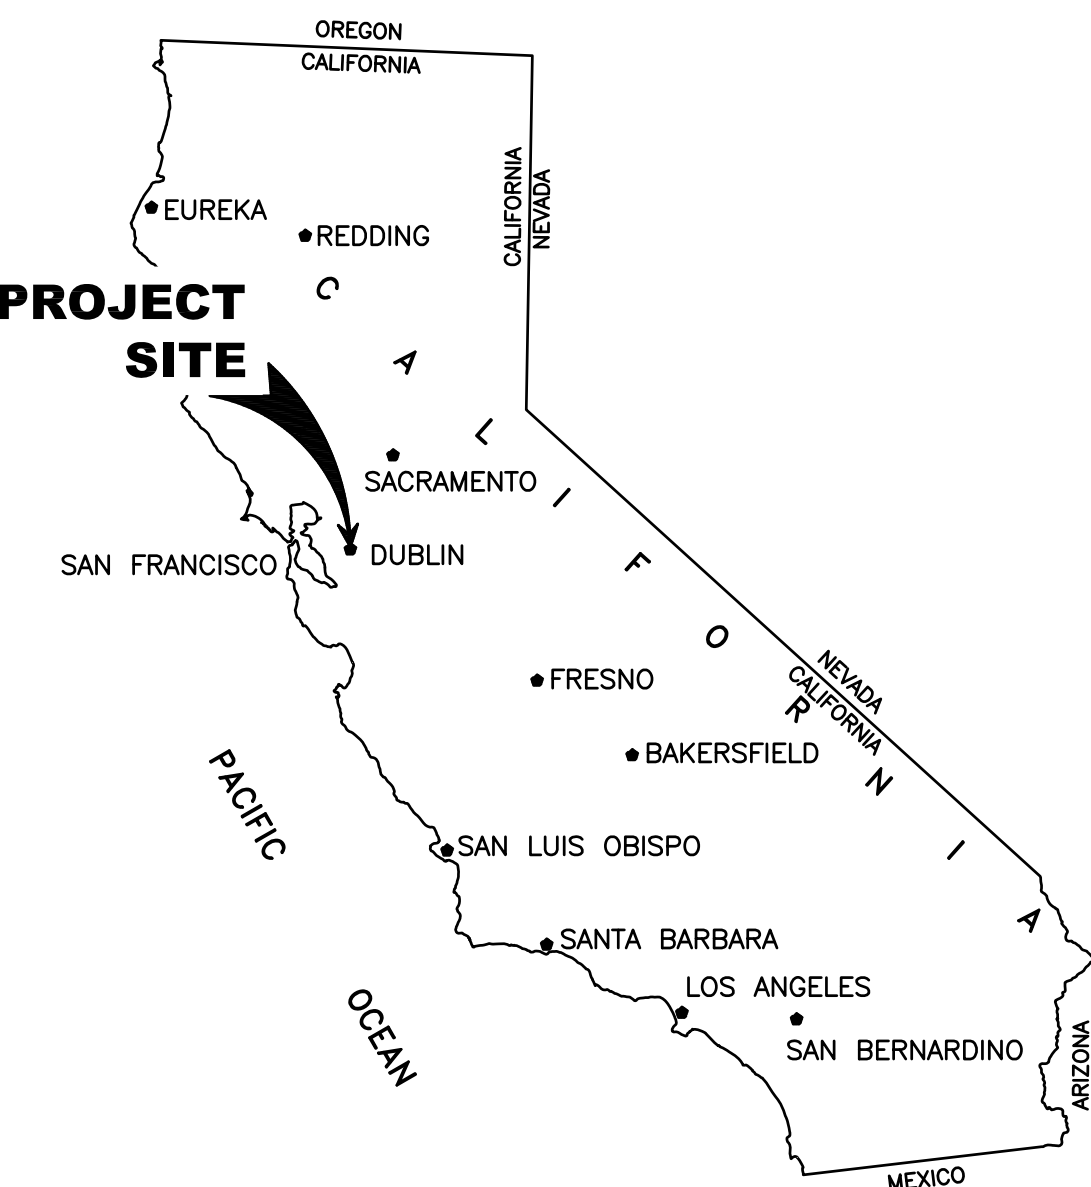 OREGON
CALIFORNIA
CALIFORNIA
NEVADA
EUREKA
REDDING
PROJECT
SITE
CALIFORNIA
SACRAMENTO
SAN FRANCISCO
DUBLIN
FRESNO
NEVADA
CALIFORNIA
BAKERSFIELD
PACIFIC
OCEAN
SAN LUIS OBISPO
SANTA BARBARA
LOS ANGELES
SAN BERNARDINO
ARIZONA
MEXICO